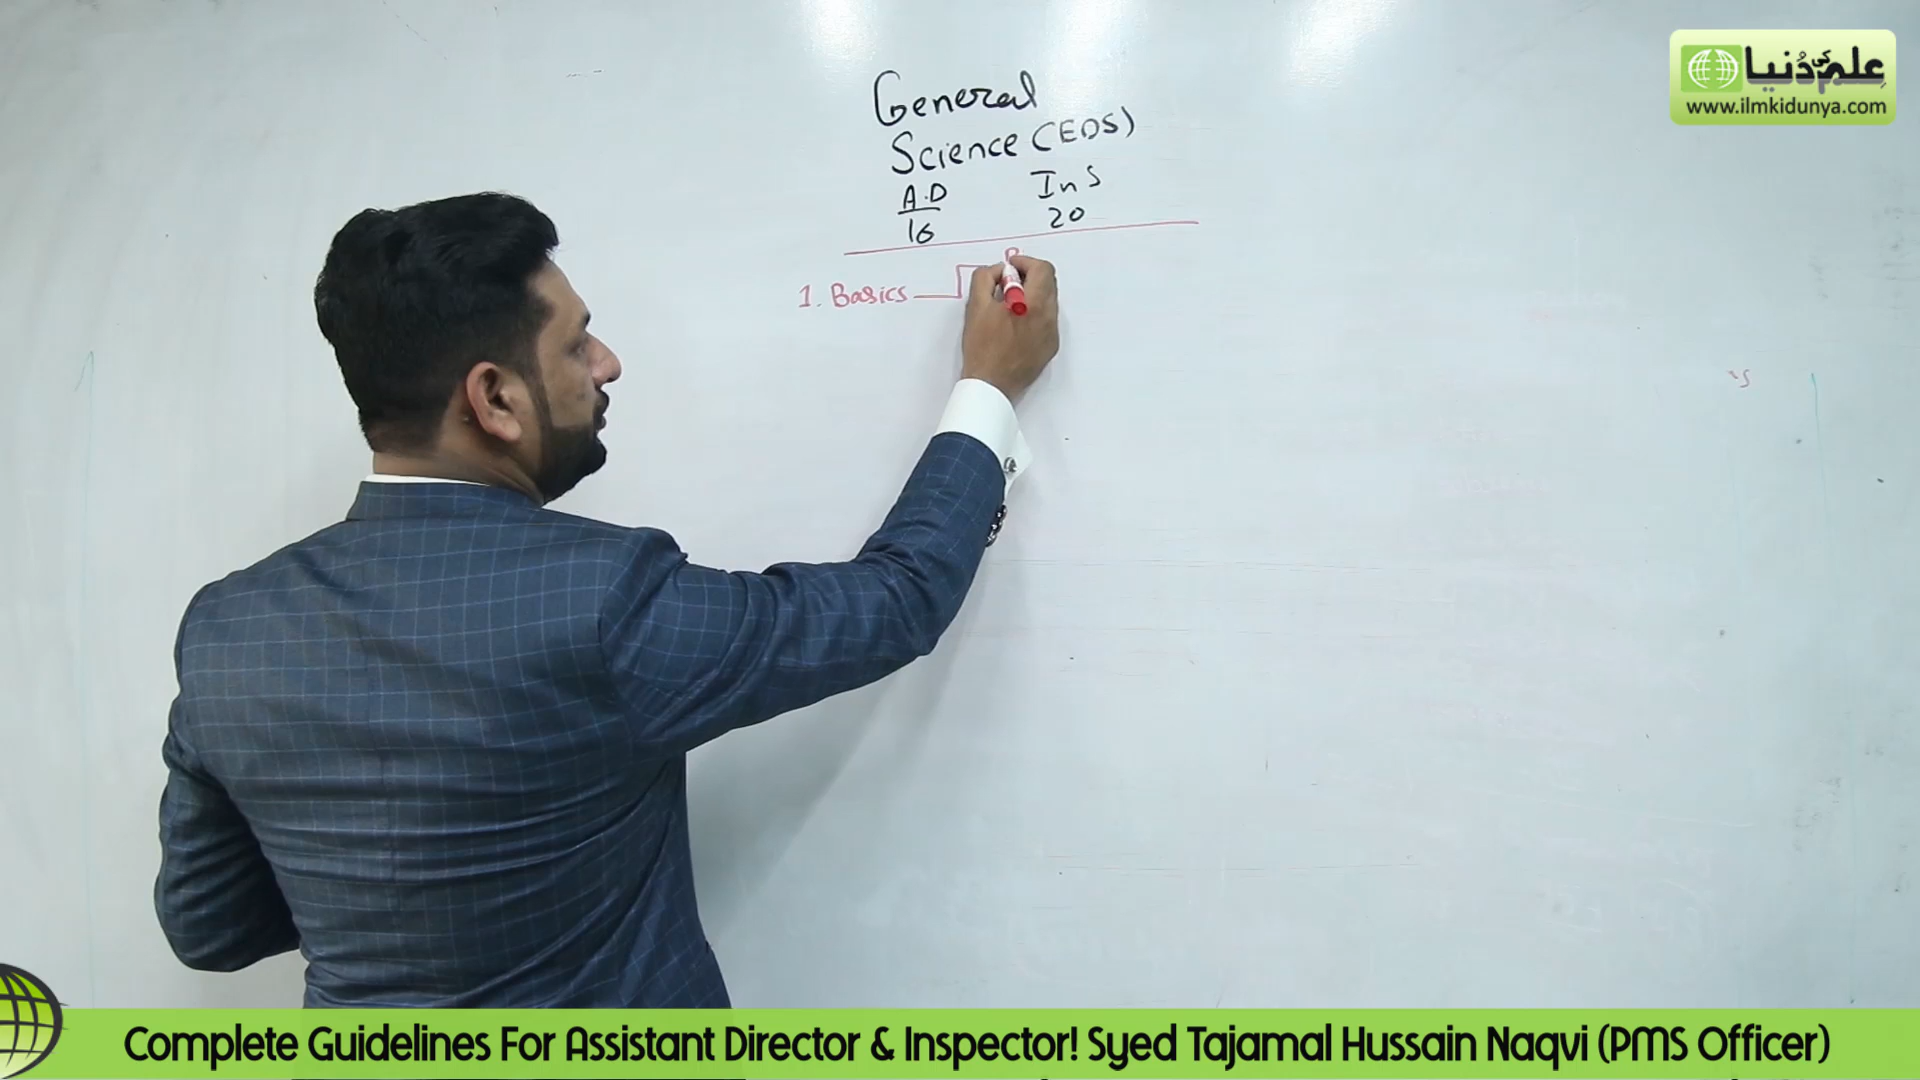 General
Science (EDS)
A.D InS
16 20
1. Basics
علم کی دُنیا
www.ilmkidunya.com
Complete Guidelines For Assistant Director & Inspector! Syed Tajamal Hussain Naqvi (PMS Officer)